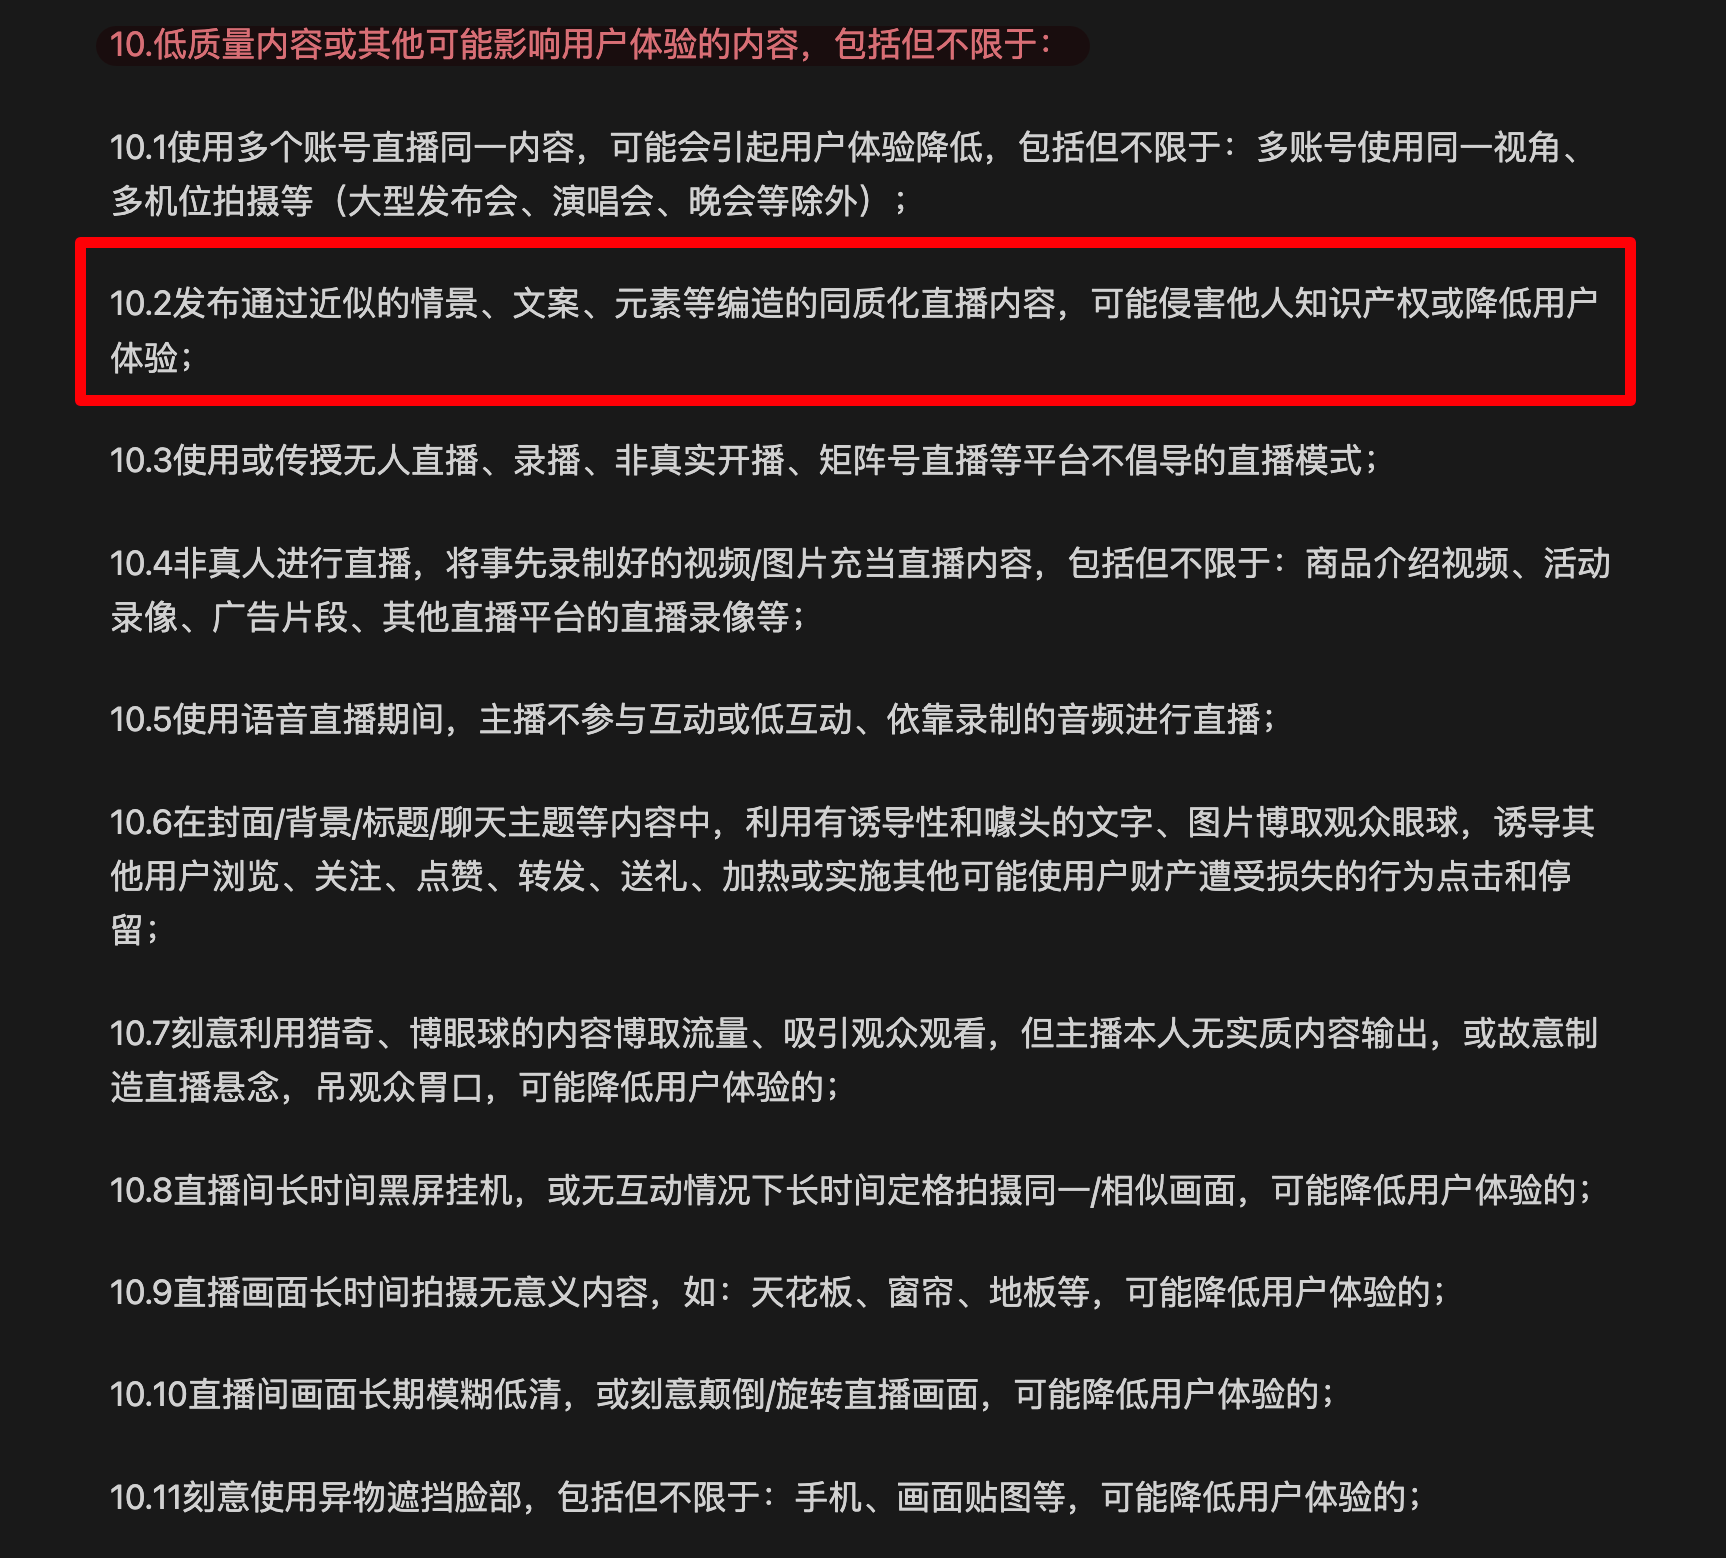 10.低质量内容或其他可能影响用户体验的内容，包括但不限于：
10.1使用多个账号直播同一内容，可能会引起用户体验降低，包括但不限于：多账号使用同一视角、
多机位拍摄等（大型发布会、演唱会、晚会等除外）；
10.2发布通过近似的情景、文案、元素等编造的同质化直播内容，可能侵害他人知识产权或降低用户
体验；
10.3使用或传授无人直播、录播、非真实开播、矩阵号直播等平台不倡导的直播模式；
10.4非真人进行直播，将事先录制好的视频/图片充当直播内容，包括但不限于：商品介绍视频、活动
录像、广告片段、其他直播平台的直播录像等；
10.5使用语音直播期间，主播不参与互动或低互动、依靠录制的音频进行直播；
10.6在封面/背景/标题/聊天主题等内容中，利用有诱导性和噱头的文字、图片博取观众眼球，诱导其
他用户浏览、关注、点赞、转发、送礼、加热或实施其他可能使用户财产遭受损失的行为点击和停
留；
10.7刻意利用猎奇、博眼球的内容博取流量、吸引观众观看，但主播本人无实质内容输出，或故意制
造直播悬念，吊观众胃口，可能降低用户体验的；
10.8直播间长时间黑屏挂机，或无互动情况下长时间定格拍摄同一/相似画面，可能降低用户体验的；
10.9直播画面长时间拍摄无意义内容，如：天花板、窗帘、地板等，可能降低用户体验的；
10.10直播间画面长期模糊低清，或刻意颠倒/旋转直播画面，可能降低用户体验的；
10.11刻意使用异物遮挡脸部，包括但不限于：手机、画面贴图等，可能降低用户体验的；